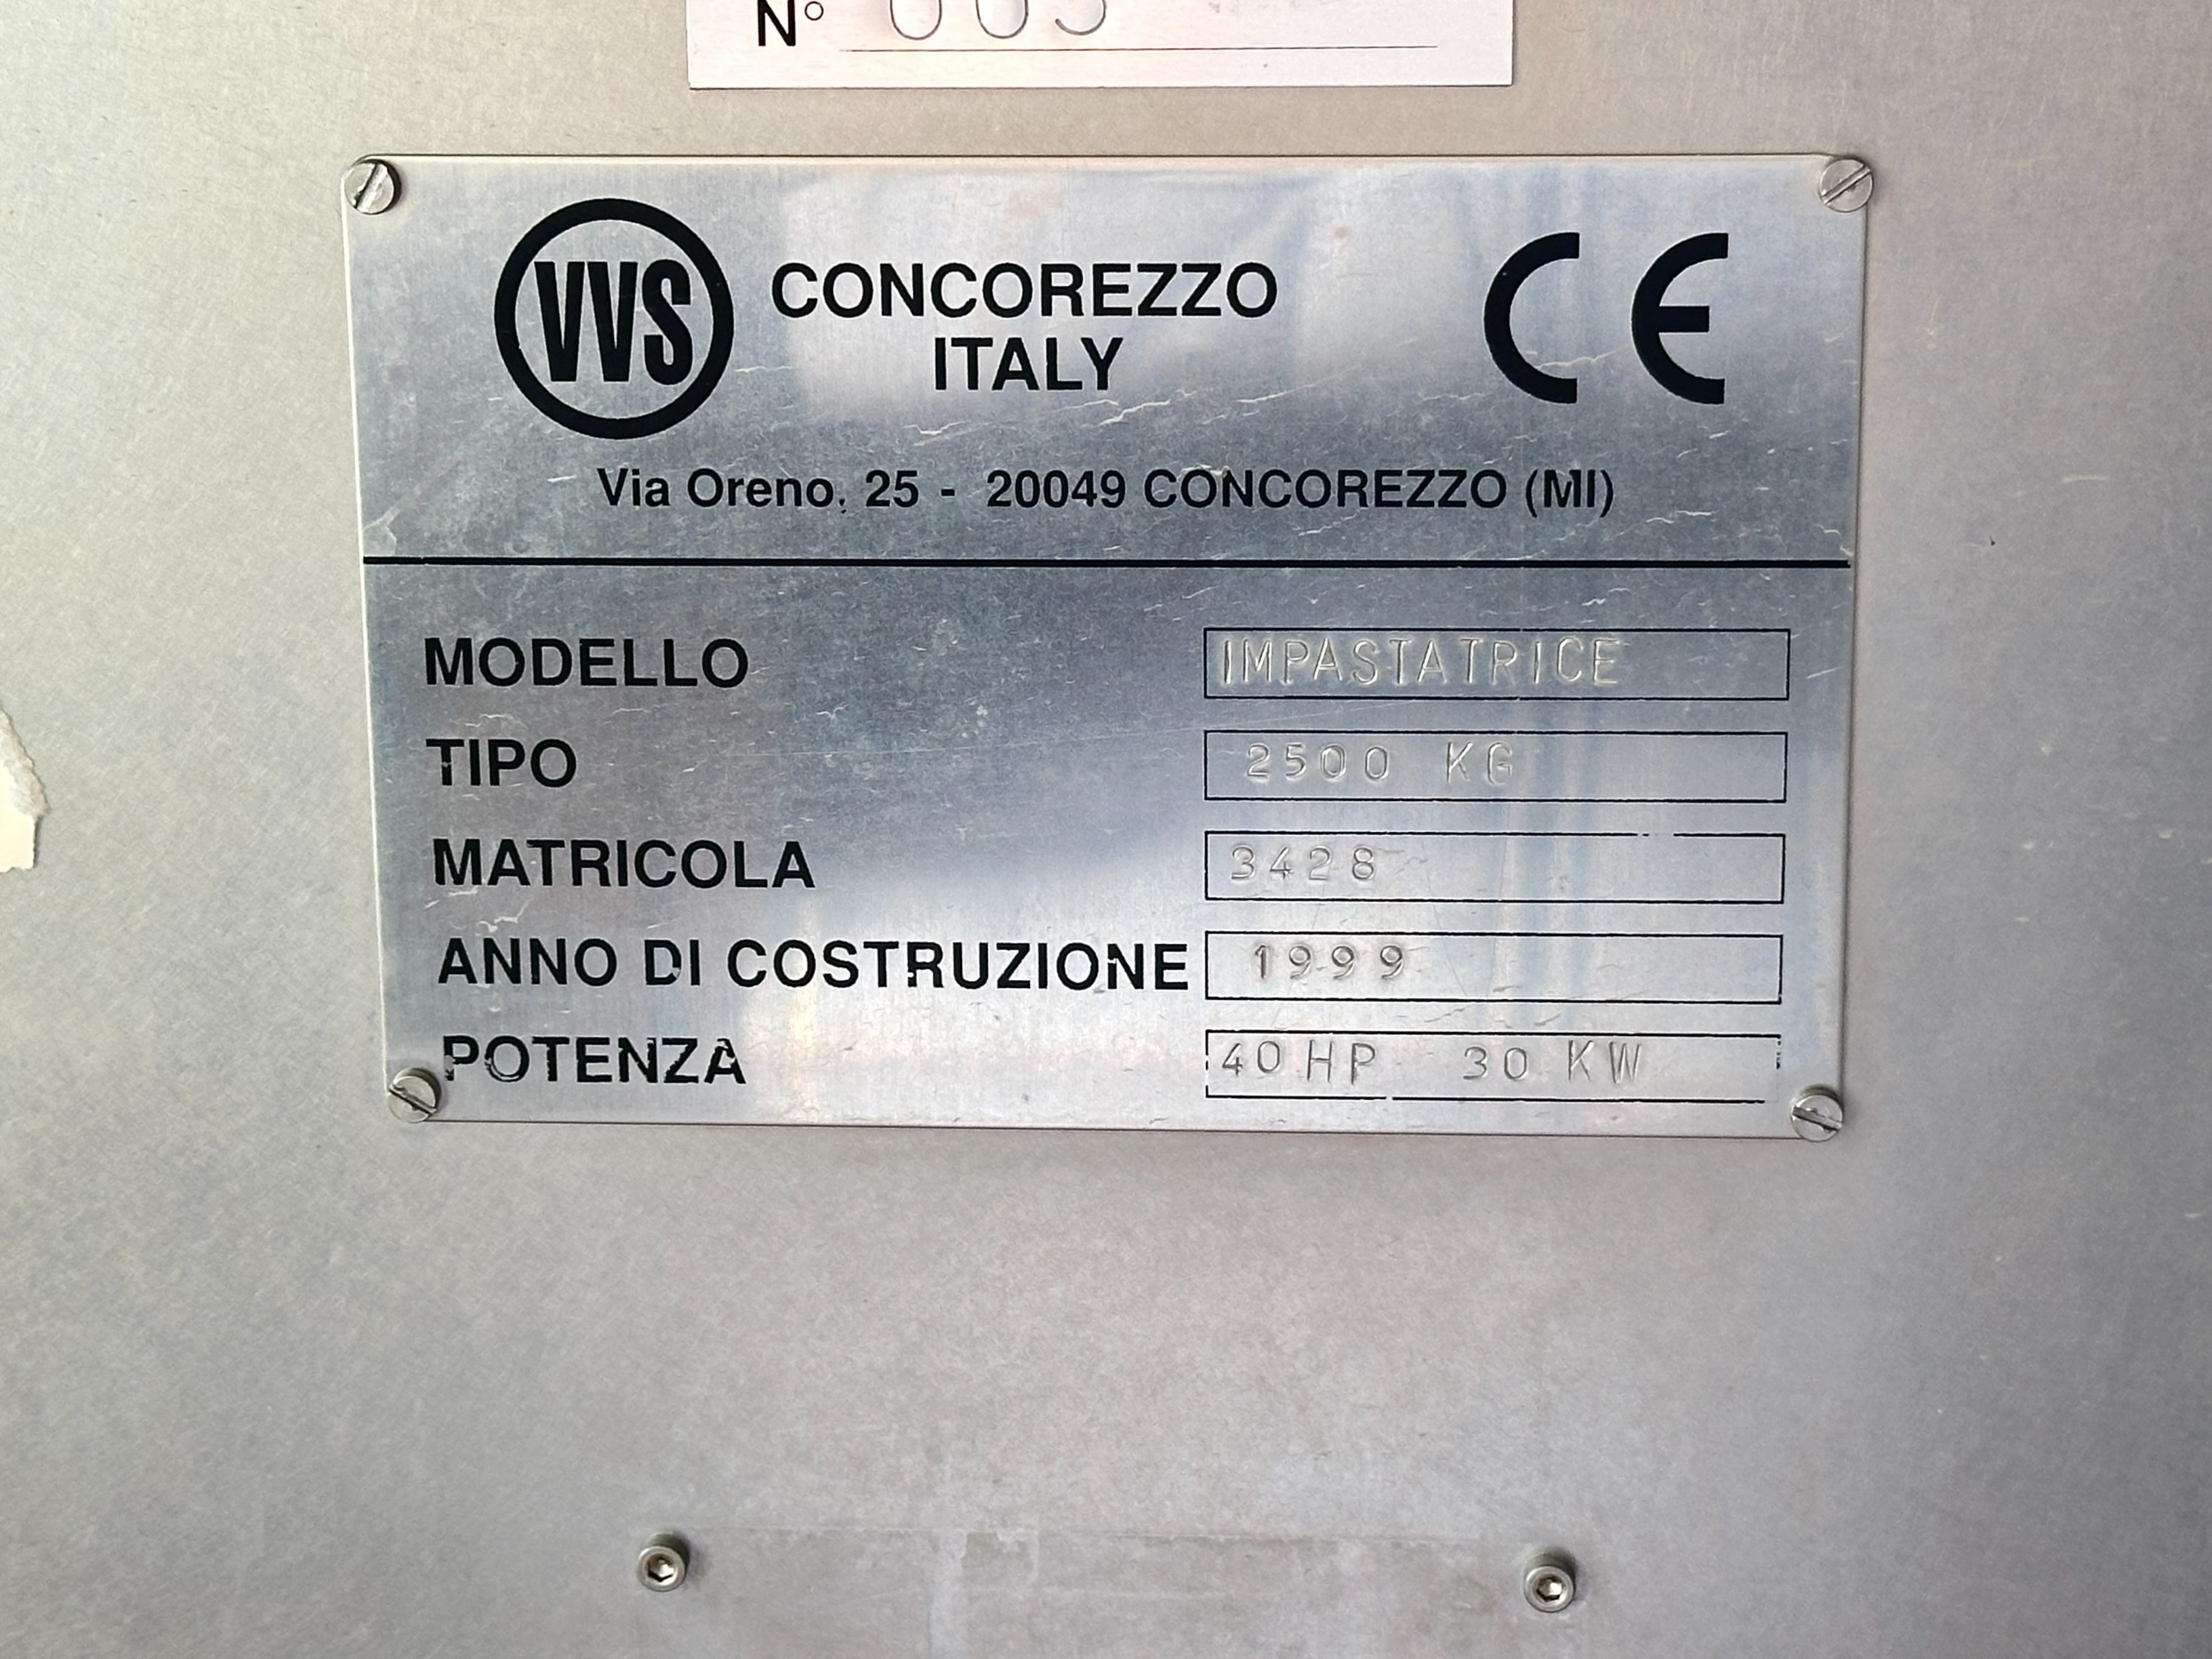 N°
VVS CONCOREZZO CE
ITALY
Via Oreno, 25 - 20049 CONCOREZZO (MI)
MODELLO IMPASTATRICE
TIPO 2500 KG
MATRICOLA 3428
ANNO DI COSTRUZIONE 1999
POTENZA 40 HP 30 KW